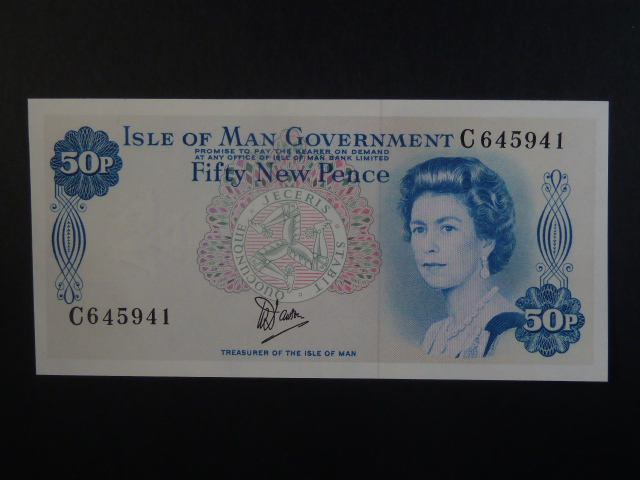 ISLE OF MAN GOVERNMENT C645941
PROMISE TO PAY THE BEARER ON DEMAND
AT ANY OFFICE OF ISLE OF MAN BANK LIMITED
50P
FIFTY NEW PENCE
QUOCUNQUE JECERIS STABIT
C645941
50P
TREASURER OF THE ISLE OF MAN